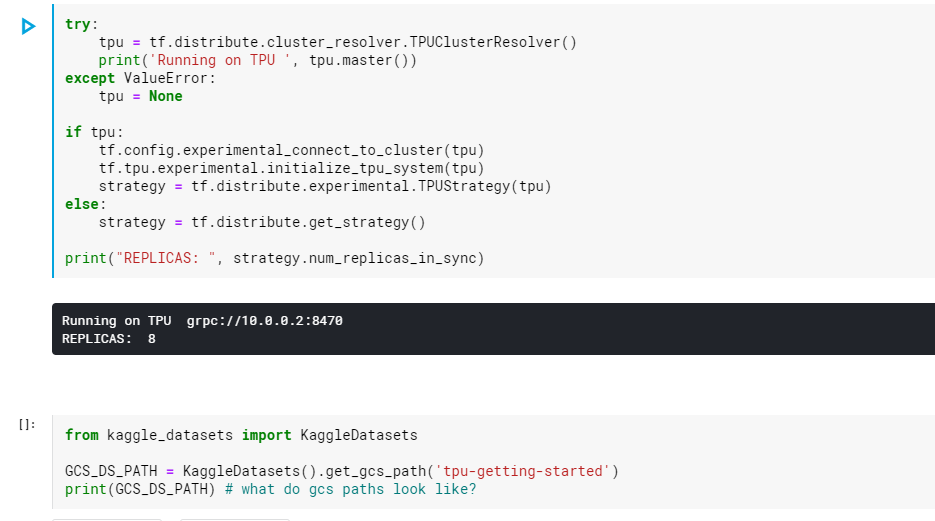 try:
    tpu = tf.distribute.cluster_resolver.TPUClusterResolver()
    print('Running on TPU ', tpu.master())
except ValueError:
    tpu = None
if tpu:
    tf.config.experimental_connect_to_cluster(tpu)
    tf.tpu.experimental.initialize_tpu_system(tpu)
    strategy = tf.distribute.experimental.TPUStrategy(tpu)
else:
    strategy = tf.distribute.get_strategy()
print("REPLICAS: ", strategy.num_replicas_in_sync)
Running on TPU  grpc://10.0.0.2:8470
REPLICAS:  8
[]:
from kaggle_datasets import KaggleDatasets
GCS_DS_PATH = KaggleDatasets().get_gcs_path('tpu-getting-started')
print(GCS_DS_PATH) # what do gcs paths look like?